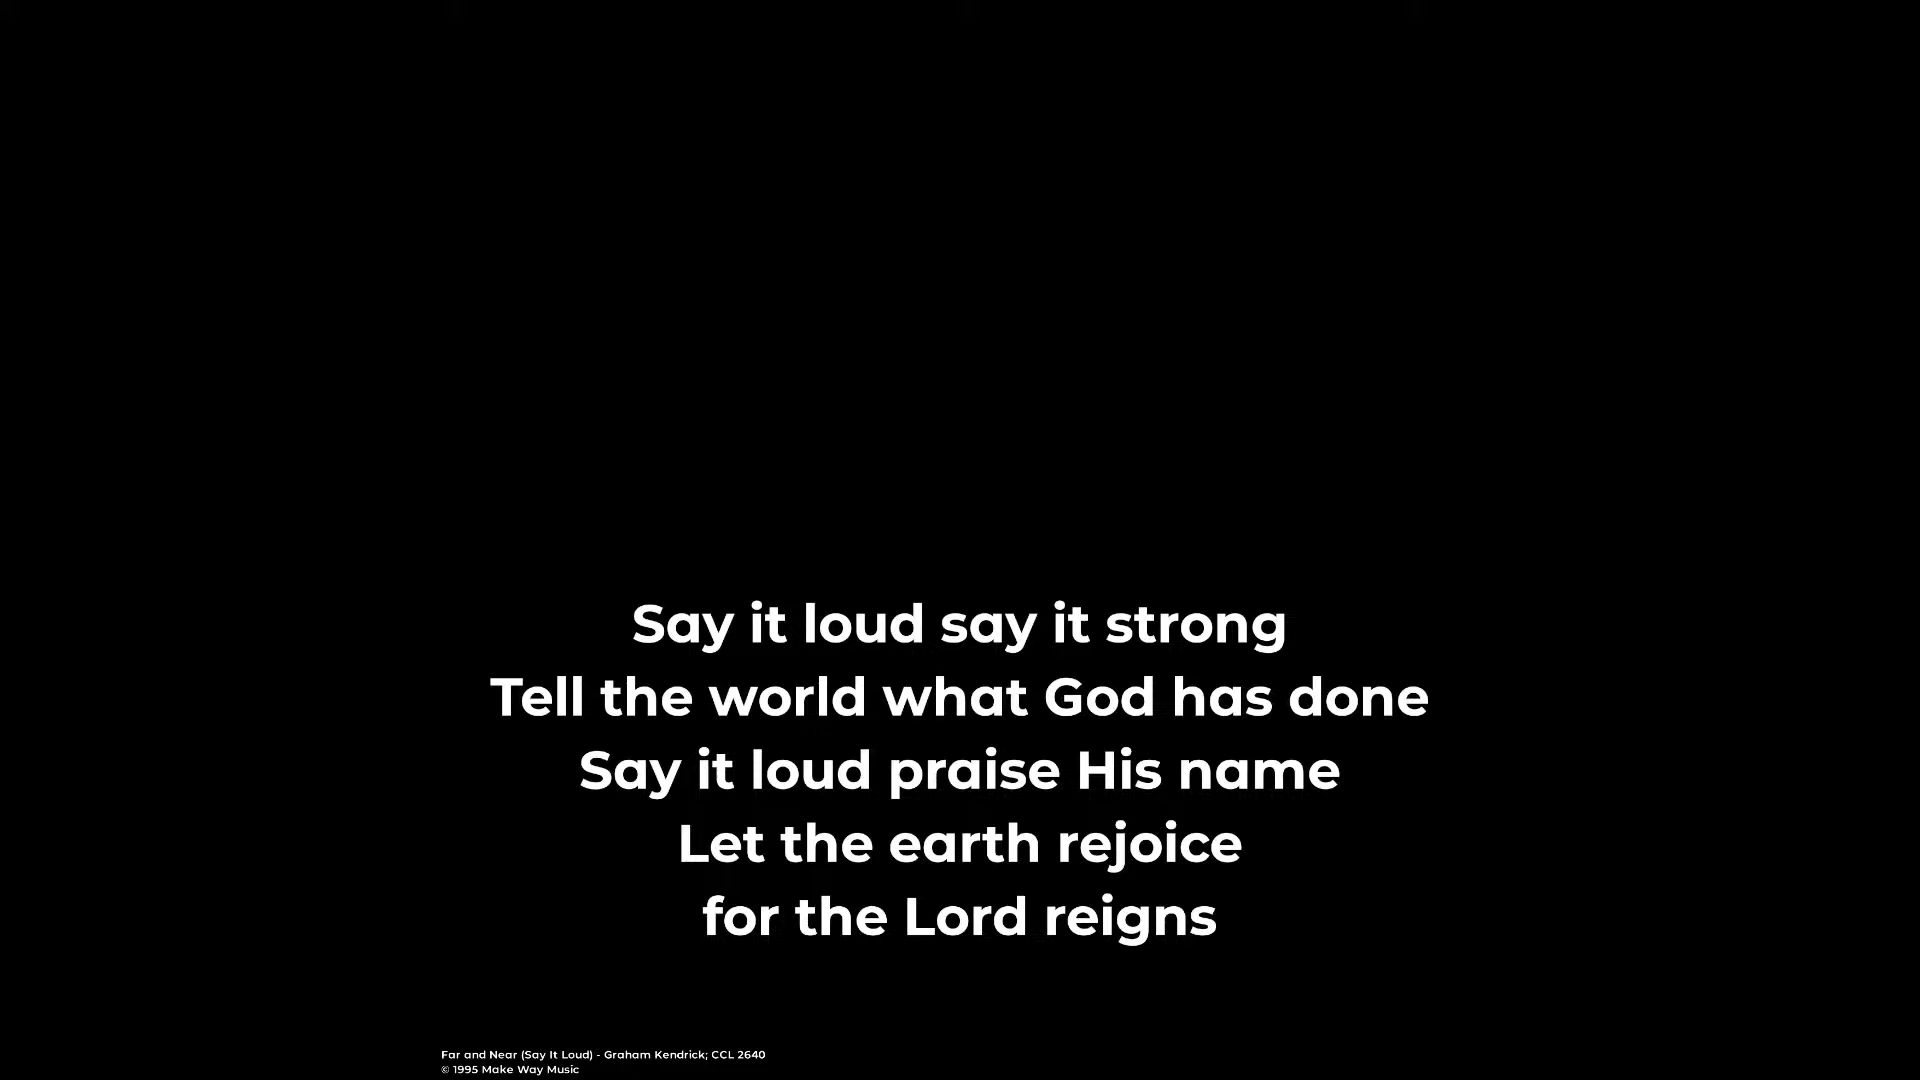 Say it loud say it strong
Tell the world what God has done
Say it loud praise His name
Let the earth rejoice
for the Lord reigns
Far and Near (Say It Loud) - Graham Kendrick; CCL 2640
© 1995 Make Way Music